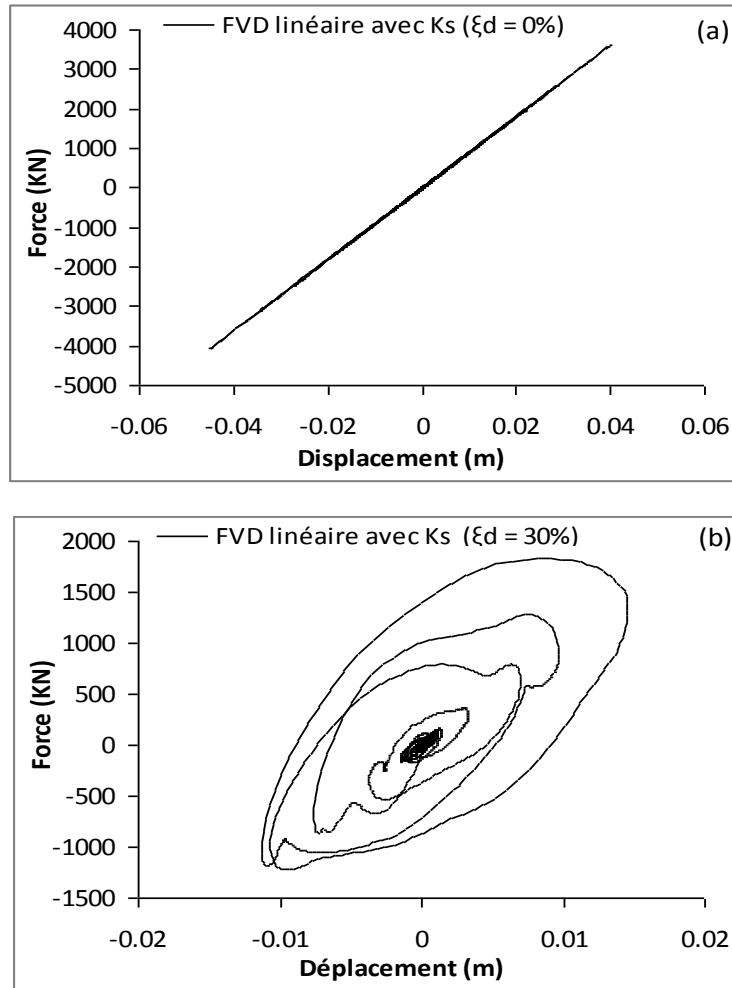 FVD linéaire avec Ks (ξd = 0%)
(a)
4000
3000
2000
1000
0
-1000
-2000
-3000
-4000
-5000
Force (KN)
-0.06 -0.04 -0.02 0 0.02 0.04 0.06
Displacement (m)
FVD linéaire avec Ks (ξd = 30%)
(b)
2000
1500
1000
500
0
-500
-1000
-1500
Force (KN)
-0.02 -0.01 0 0.01 0.02
Déplacement (m)